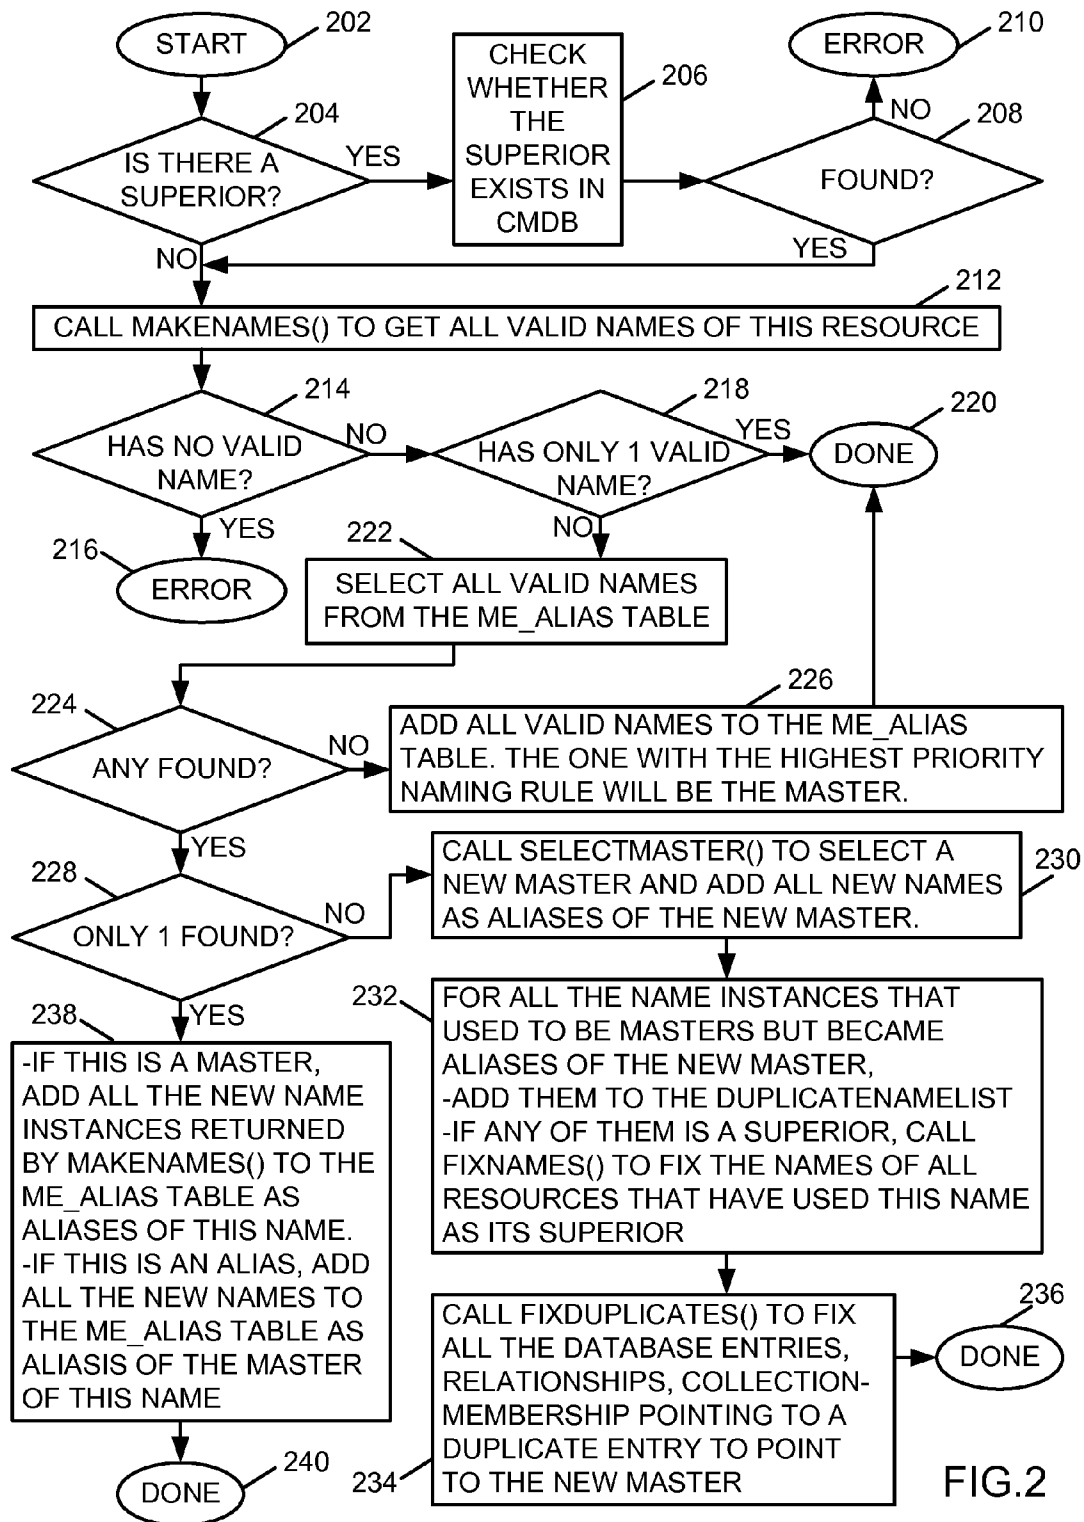 START
202
CHECK
WHETHER
THE
SUPERIOR
EXISTS IN
CMDB
206
ERROR
210
NO
204
IS THERE A
SUPERIOR?
YES
208
FOUND?
NO
YES
212
CALL MAKENAMES() TO GET ALL VALID NAMES OF THIS RESOURCE
214
HAS NO VALID
NAME?
NO
218
HAS ONLY 1 VALID
NAME?
YES
220
DONE
YES
216
ERROR
NO
222
SELECT ALL VALID NAMES
FROM THE ME_ALIAS TABLE
224
ANY FOUND?
NO
226
ADD ALL VALID NAMES TO THE ME_ALIAS
TABLE. THE ONE WITH THE HIGHEST PRIORITY
NAMING RULE WILL BE THE MASTER.
YES
228
ONLY 1 FOUND?
NO
CALL SELECTMASTER() TO SELECT A
NEW MASTER AND ADD ALL NEW NAMES
AS ALIASES OF THE NEW MASTER.
230
YES
238
-IF THIS IS A MASTER,
ADD ALL THE NEW NAME
INSTANCES RETURNED
BY MAKENAMES() TO THE
ME_ALIAS TABLE AS
ALIASES OF THIS NAME.
-IF THIS IS AN ALIAS, ADD
ALL THE NEW NAMES TO
THE ME_ALIAS TABLE AS
ALIASIS OF THE MASTER
OF THIS NAME
232
FOR ALL THE NAME INSTANCES THAT
USED TO BE MASTERS BUT BECAME
ALIASES OF THE NEW MASTER,
-ADD THEM TO THE DUPLICATENAMELIST
-IF ANY OF THEM IS A SUPERIOR, CALL
FIXNAMES() TO FIX THE NAMES OF ALL
RESOURCES THAT HAVE USED THIS NAME
AS ITS SUPERIOR
CALL FIXDUPLICATES() TO FIX
ALL THE DATABASE ENTRIES,
RELATIONSHIPS, COLLECTION-
MEMBERSHIP POINTING TO A
DUPLICATE ENTRY TO POINT
TO THE NEW MASTER
234
236
DONE
240
DONE
FIG.2